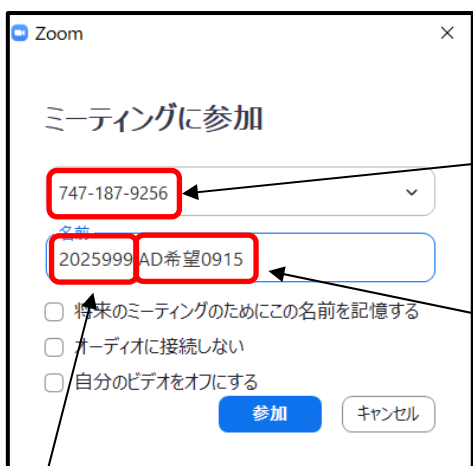 Zoom
ミーティングに参加
747-187-9256
名前
2025999 AD希望0915
将来のミーティングのためにこの名前を記憶する
オーディオに接続しない
自分のビデオをオフにする
参加 キャンセル